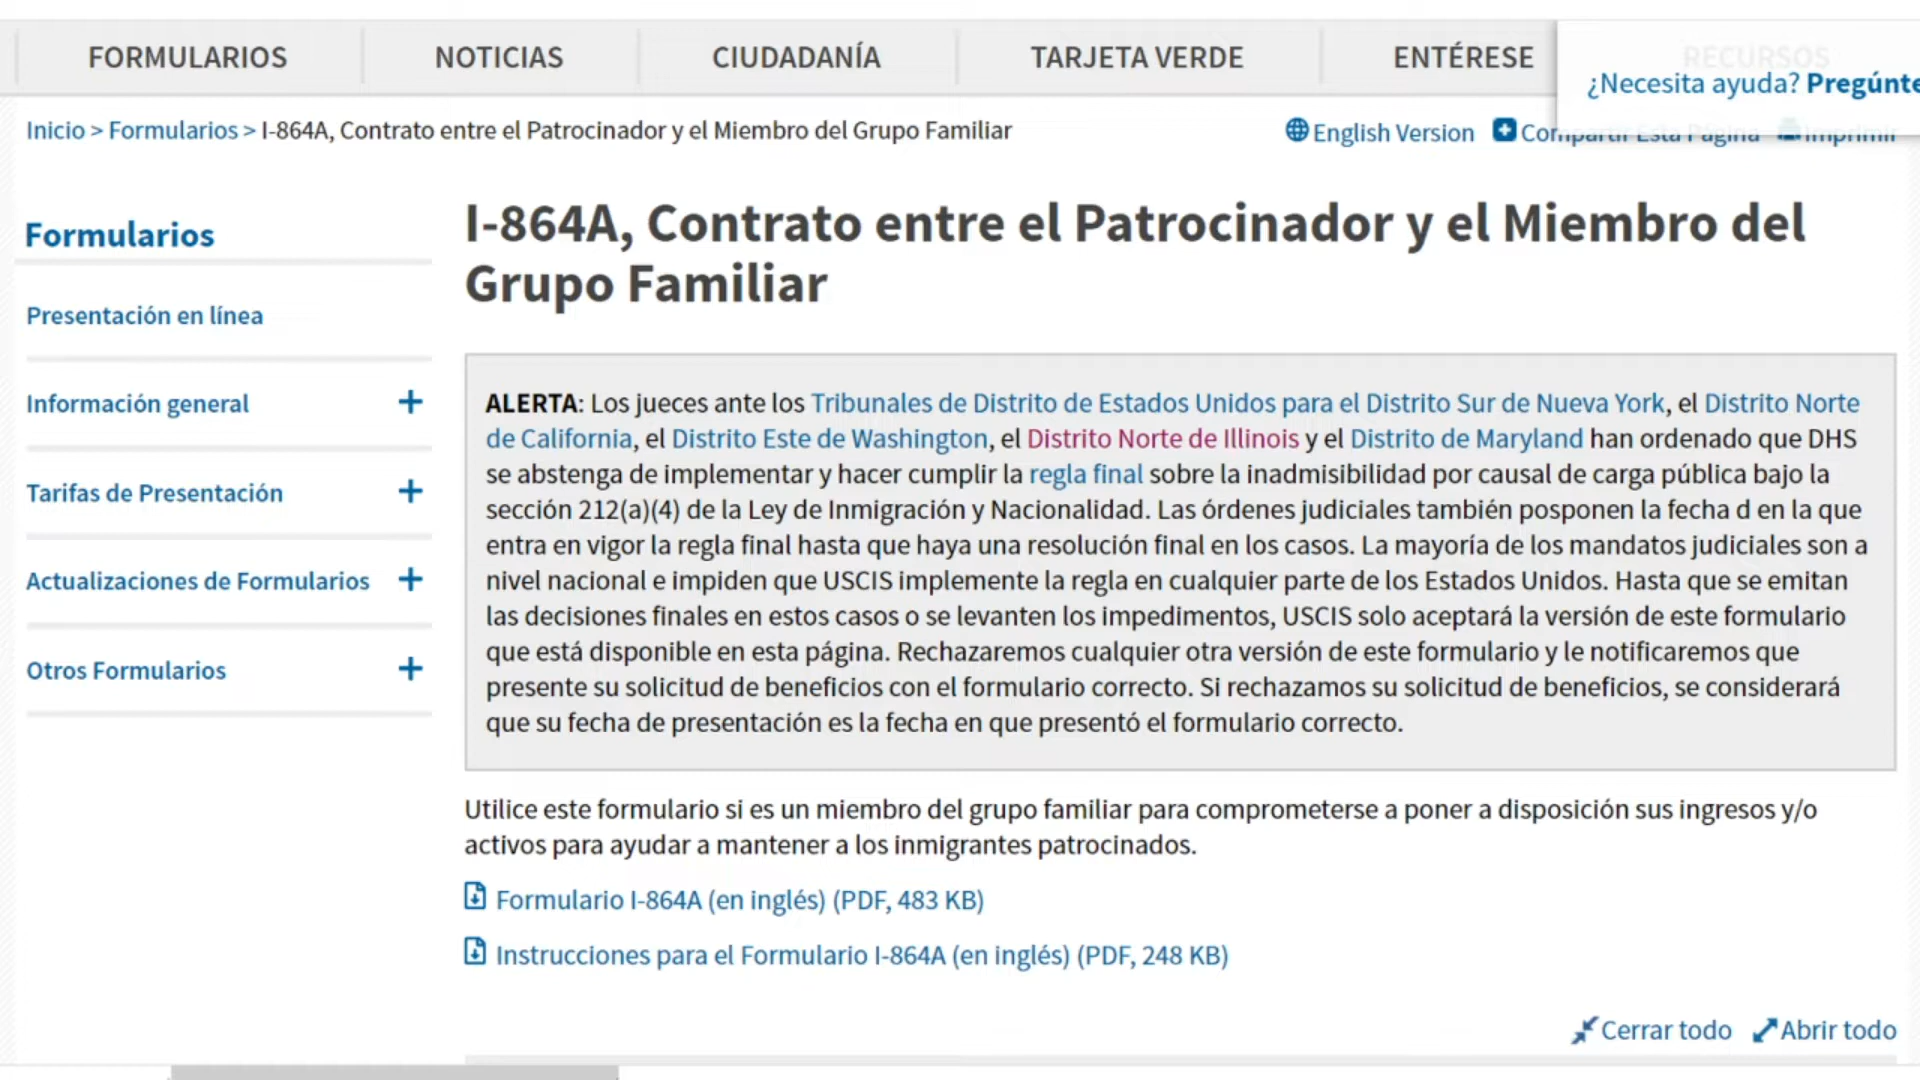 FORMULARIOS
NOTICIAS
CIUDADANÍA
TARJETA VERDE
ENTÉRESE
RECURSOS
¿Necesita ayuda? Pregúnte
Inicio > Formularios > I-864A, Contrato entre el Patrocinador y el Miembro del Grupo Familiar
English Version
Compartir Esta Página
Imprimir
Formularios
Presentación en línea
Información general
Tarifas de Presentación
Actualizaciones de Formularios
Otros Formularios
I-864A, Contrato entre el Patrocinador y el Miembro del
Grupo Familiar
ALERTA: Los jueces ante los Tribunales de Distrito de Estados Unidos para el Distrito Sur de Nueva York, el Distrito Norte
de California, el Distrito Este de Washington, el Distrito Norte de Illinois y el Distrito de Maryland han ordenado que DHS
se abstenga de implementar y hacer cumplir la regla final sobre la inadmisibilidad por causal de carga pública bajo la
sección 212(a)(4) de la Ley de Inmigración y Nacionalidad. Las órdenes judiciales también posponen la fecha d en la que
entra en vigor la regla final hasta que haya una resolución final en los casos. La mayoría de los mandatos judiciales son a
nivel nacional e impiden que USCIS implemente la regla en cualquier parte de los Estados Unidos. Hasta que se emitan
las decisiones finales en estos casos o se levanten los impedimentos, USCIS solo aceptará la versión de este formulario
que está disponible en esta página. Rechazaremos cualquier otra versión de este formulario y le notificaremos que
presente su solicitud de beneficios con el formulario correcto. Si rechazamos su solicitud de beneficios, se considerará
que su fecha de presentación es la fecha en que presentó el formulario correcto.
Utilice este formulario si es un miembro del grupo familiar para comprometerse a poner a disposición sus ingresos y/o
activos para ayudar a mantener a los inmigrantes patrocinados.
Formulario I-864A (en inglés) (PDF, 483 KB)
Instrucciones para el Formulario I-864A (en inglés) (PDF, 248 KB)
Cerrar todo
Abrir todo